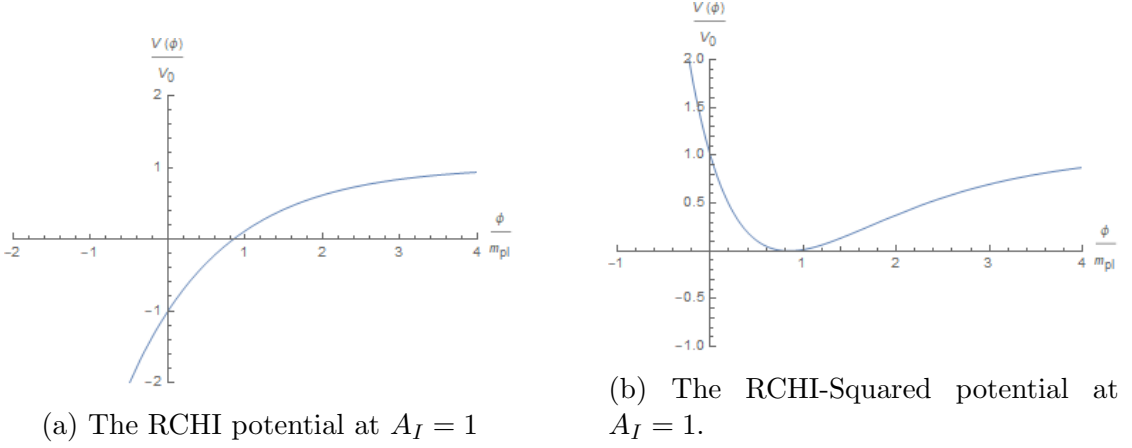 V(ϕ)
V₀
2
1
-1
-2
-2
-1
1
2
3
4
ϕ
mpl
(a) The RCHI potential at A_I = 1
V(ϕ)
V₀
2.0
1.5
1.0
0.5
-0.5
-1.0
-1
1
2
3
4
ϕ
mpl
(b) The RCHI-Squared potential at
A_I = 1.